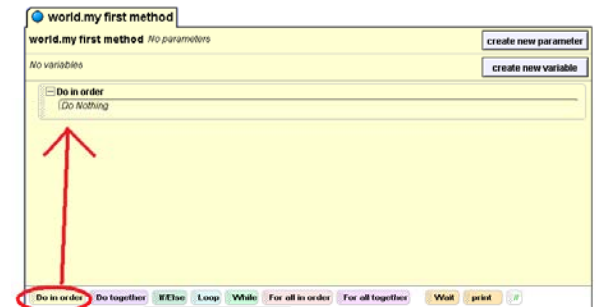 world.my first method
world.my first method No parameters
create new parameter
No variables
create new variable
Do in order
Do Nothing
Do in order Do together If/Else Loop While For all in order For all together Wait print //